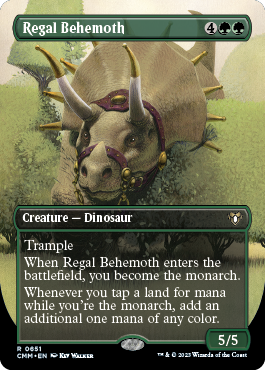 Regal Behemoth 4
Creature — Dinosaur
Trample
When Regal Behemoth enters the
battlefield, you become the monarch.
Whenever you tap a land for mana
while you're the monarch, add an
additional one mana of any color.
5/5
R 0651
CMM • EN Kev Walker
™ & © 2023 Wizards of the Coast